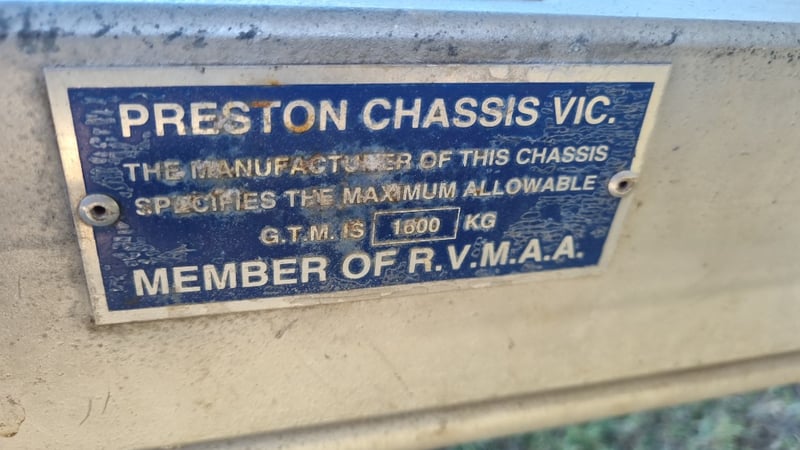 PRESTON CHASSIS VIC.
THE MANUFACTURER OF THIS CHASSIS
SPECIFIES THE MAXIMUM ALLOWABLE
G.T.M. IS 1600 KG
MEMBER OF R.V.M.A.A.